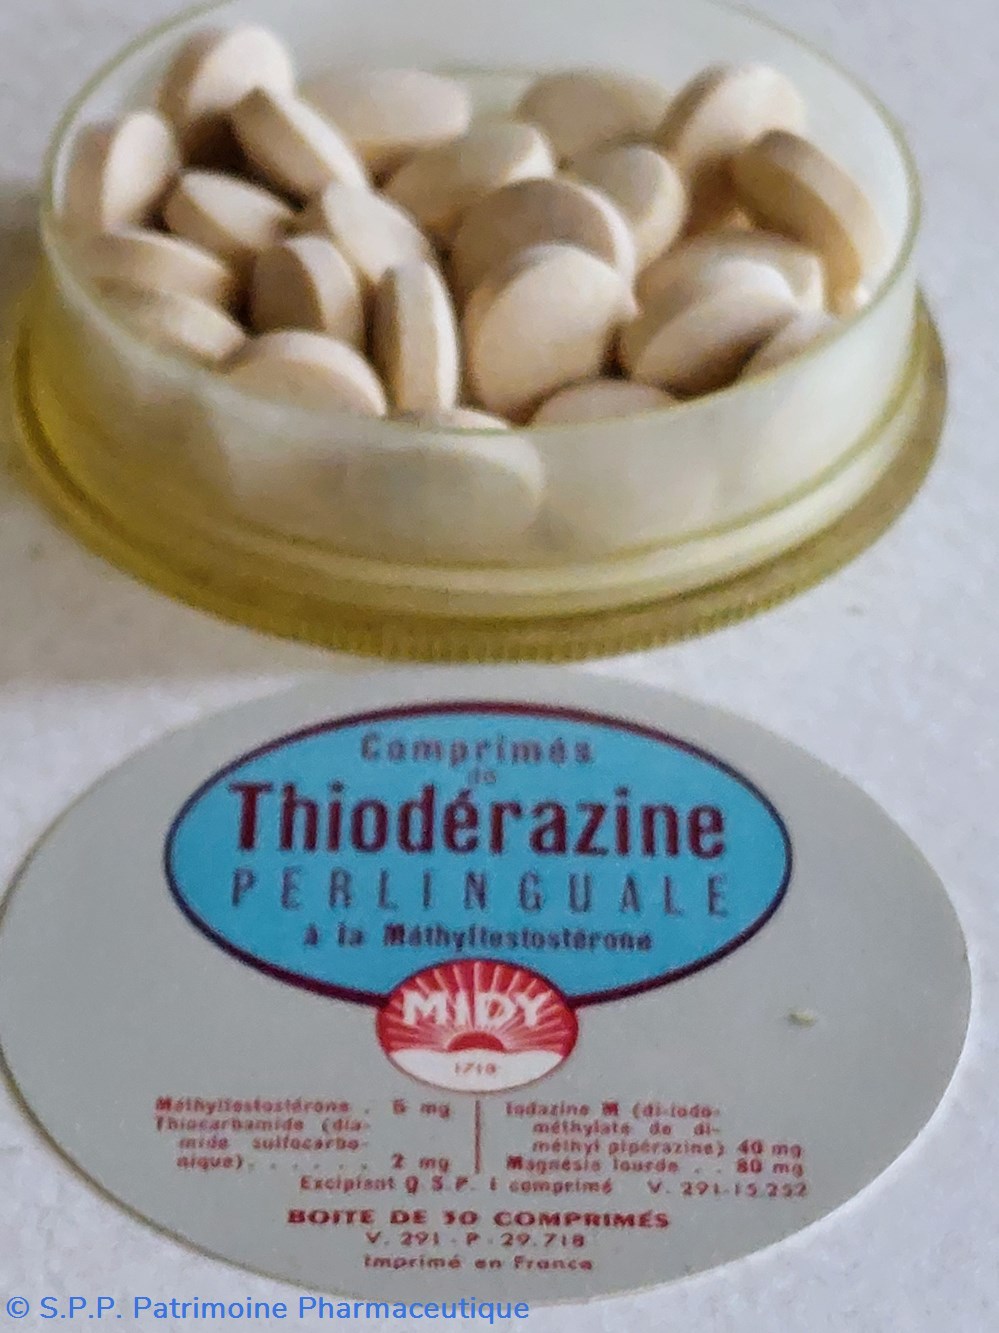 Comprimés
de
Thiodérazine
PERLINGUALE
à la Méthyltestostérone
MIDY
1718
Méthyltestostérone . 5 mg
Thiocarbamide (dia-
mide sulfocarbo-
nique). . . . . . 2 mg
Iodazine M (di-iodo-
méthylate de di-
méthyl pipérazine) 40 mg
Magnésie lourde . . 80 mg
Excipient Q.S.P. 1 comprimé V. 291-15.252
BOITE DE 30 COMPRIMÉS
V. 291 - P - 29.718
Imprimé en France
© S.P.P. Patrimoine Pharmaceutique